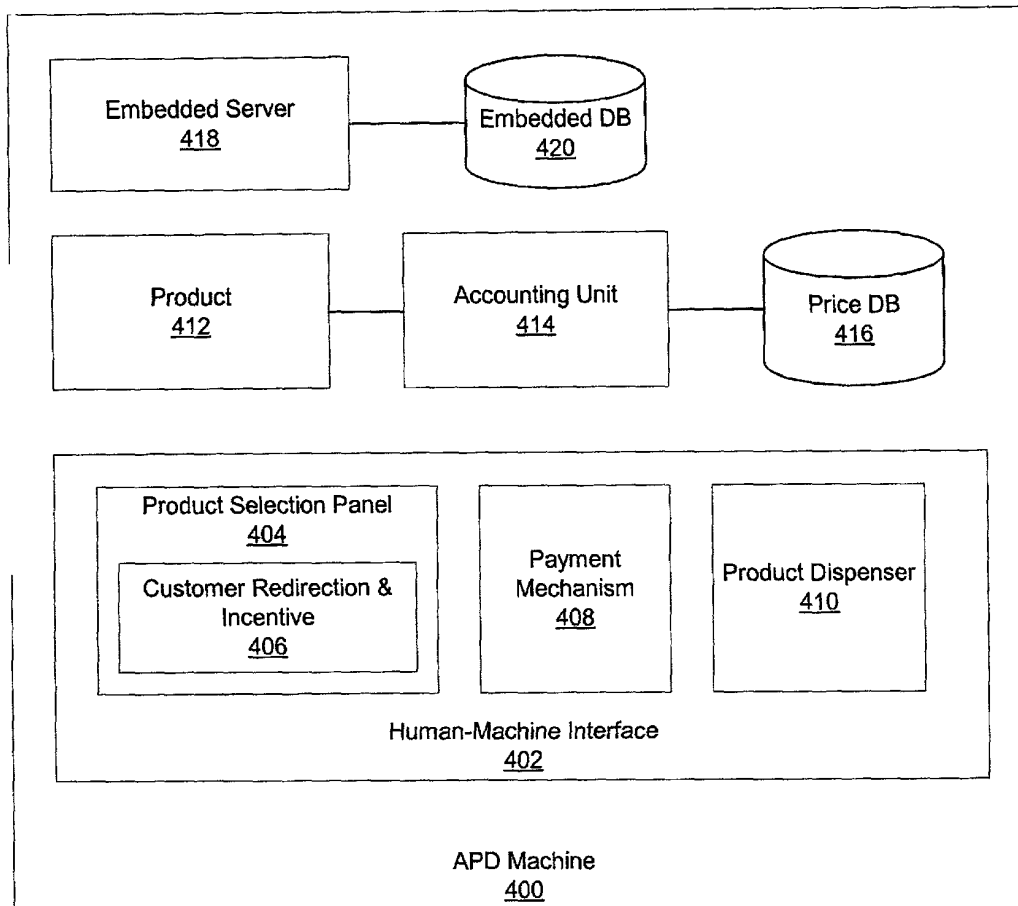 Embedded Server
418
Embedded DB
420
Product
412
Accounting Unit
414
Price DB
416
Product Selection Panel
404
Customer Redirection &
Incentive
406
Payment
Mechanism
408
Product Dispenser
410
Human-Machine Interface
402
APD Machine
400